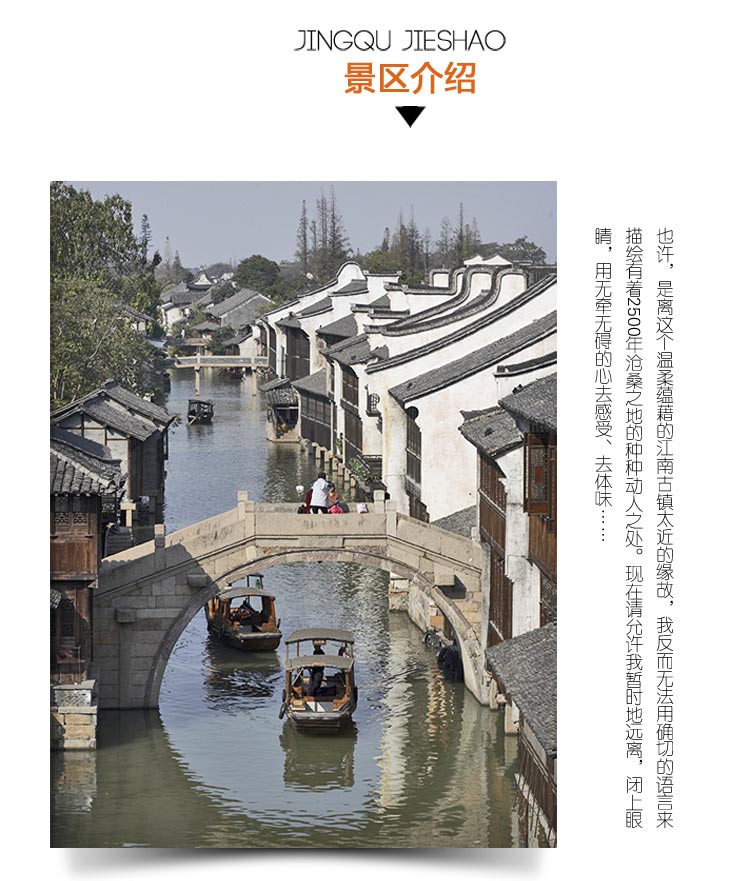 JINGQU JIESHAO
景区介绍
也许，是离这个温柔蕴藉的江南古镇太近的缘故，我反而无法用确切的语言来
描绘有着2500年沧桑之地的种种动人之处。现在请允许我暂时地远离，闭上眼
睛，用无牵无碍的心去感受、去体味……